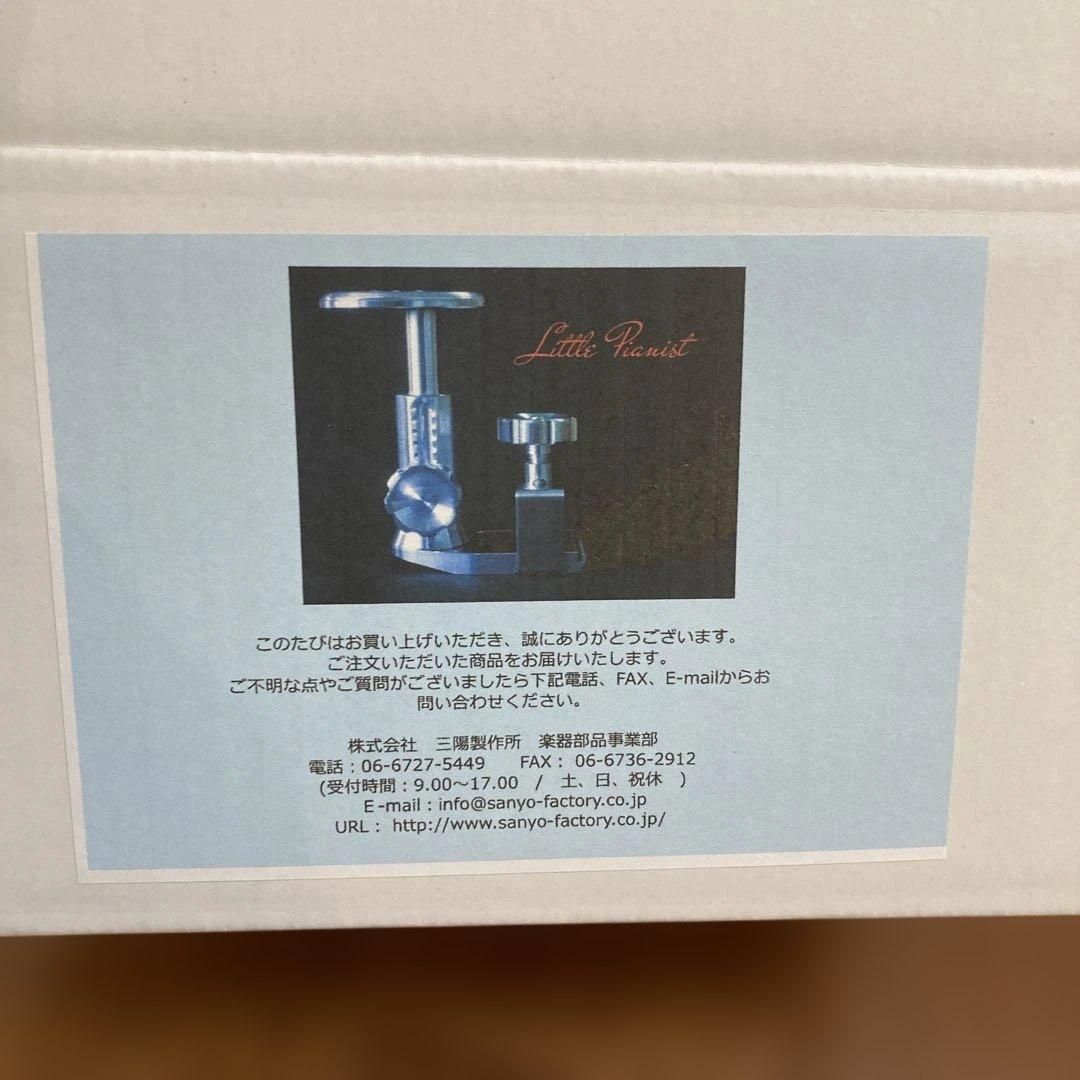 Little Pianist
このたびはお買い上げいただき、誠にありがとうございます。
ご注文いただいた商品をお届けいたします。
ご不明な点やご質問がございましたら下記電話、FAX、E-mailからお
問い合わせください。
株式会社　三陽製作所　楽器部品事業部
電話：06-6727-5449　　FAX： 06-6736-2912
(受付時間：9.00～17.00　/　土、日、祝休　)
E-mail：info@sanyo-factory.co.jp
URL： http://www.sanyo-factory.co.jp/